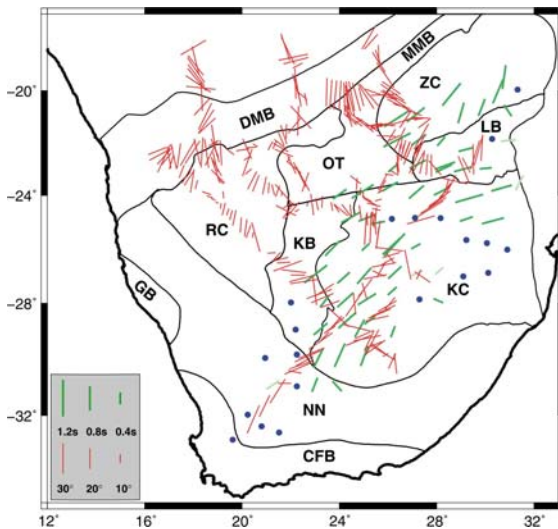 −20°
−24°
−28°
−32°
MMB
ZC
DMB
LB
OT
RC
KB
GB
KC
NN
CFB
1.2s 0.8s 0.4s
30° 20° 10°
12° 16° 20° 24° 28° 32°